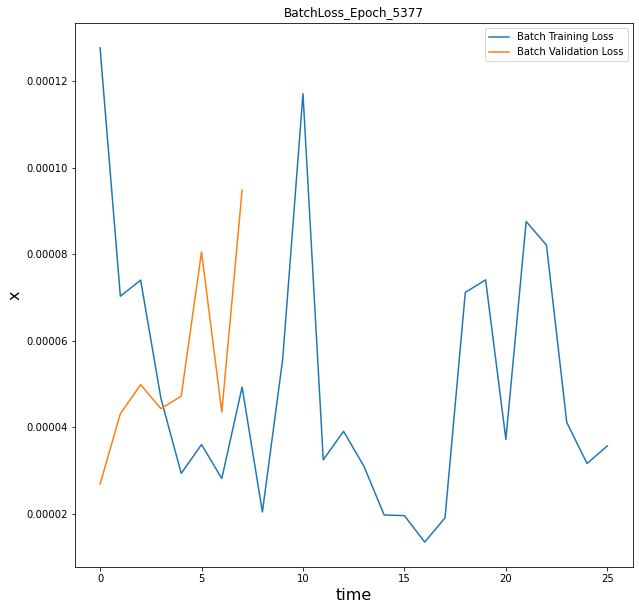 BatchLoss_Epoch_5377
Batch Training Loss
Batch Validation Loss
0.00012
0.00010
0.00008
0.00006
0.00004
0.00002
x
0 5 10 15 20 25
time